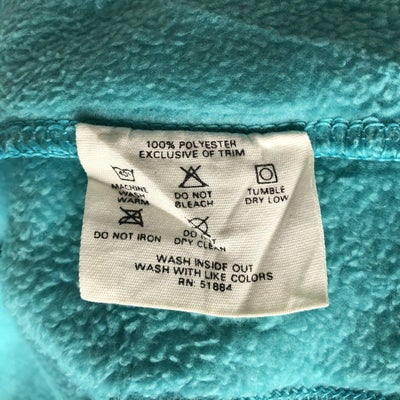 100% POLYESTER
EXCLUSIVE OF TRIM
MACHINE WASH WARM
DO NOT BLEACH
TUMBLE DRY LOW
DO NOT IRON
DO NOT DRY CLEAN
WASH INSIDE OUT
WASH WITH LIKE COLORS
RN: 51884